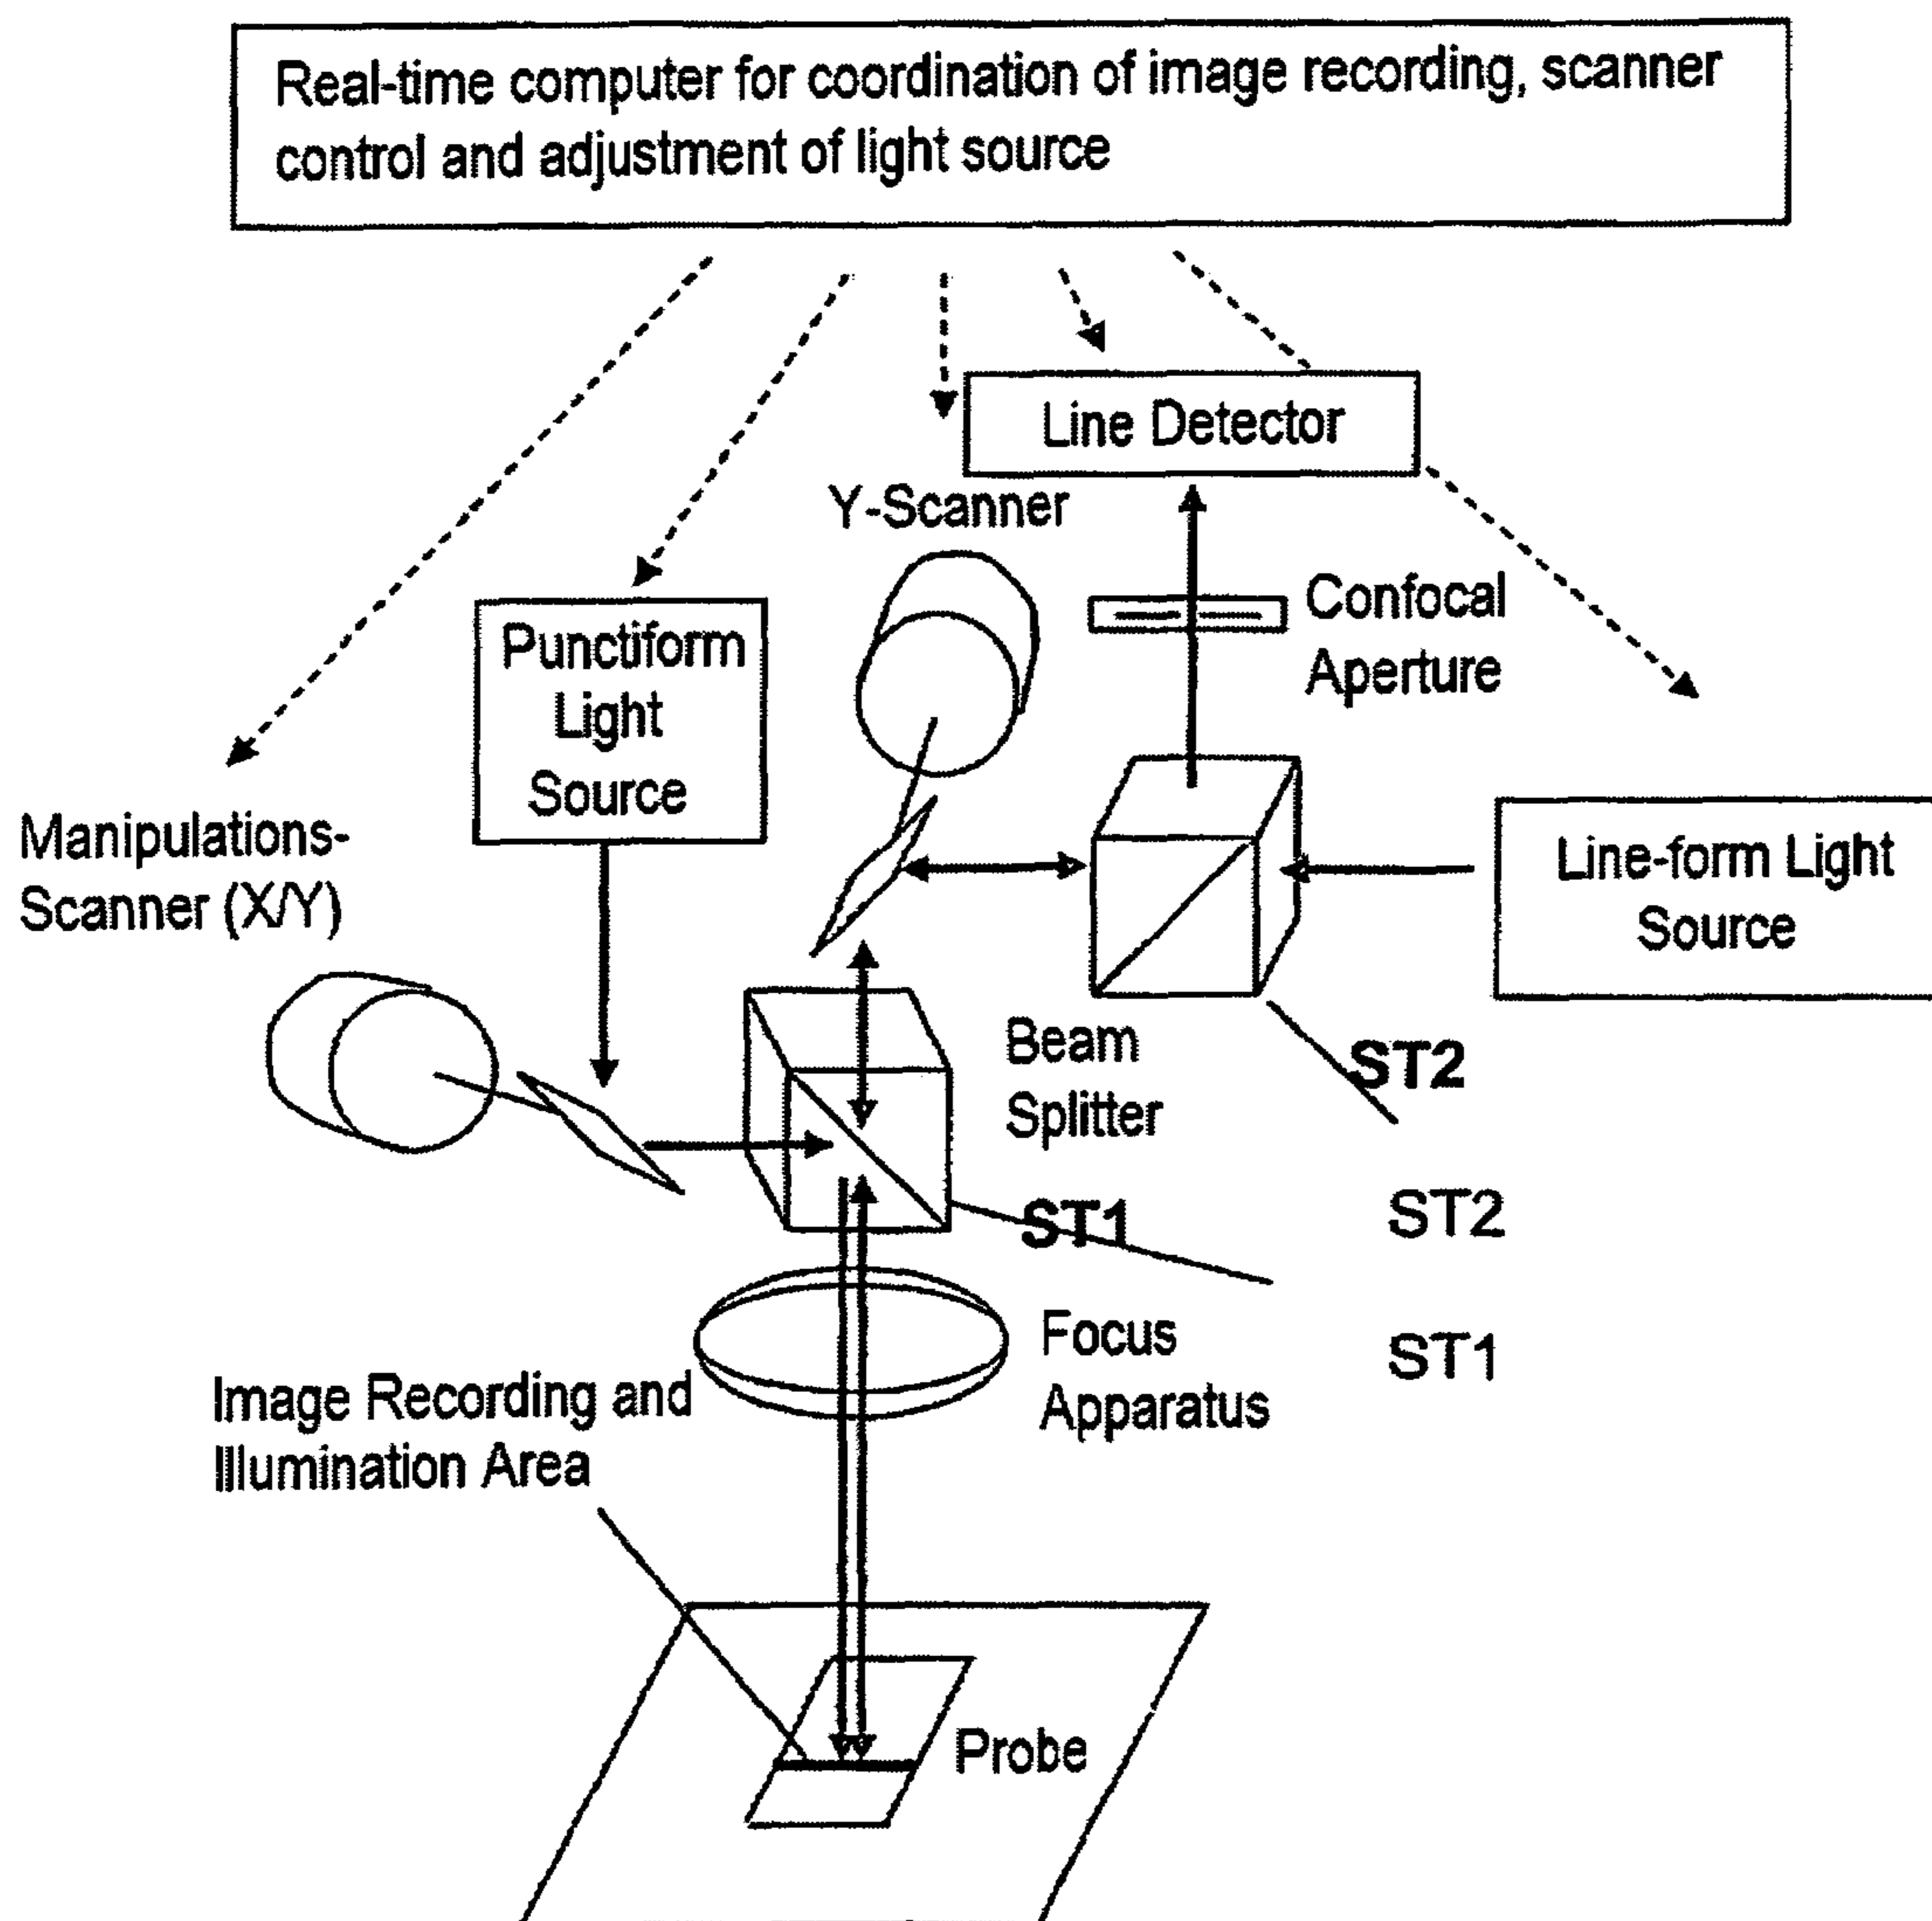 Real-time computer for coordination of image recording, scanner
control and adjustment of light source
Line Detector
Y-Scanner
Confocal
Aperture
Punctiform
Light
Source
Manipulations-
Scanner (X/Y)
Line-form Light
Source
Beam
Splitter
ST2
ST1
ST2
ST1
Focus
Apparatus
Image Recording and
Illumination Area
Probe